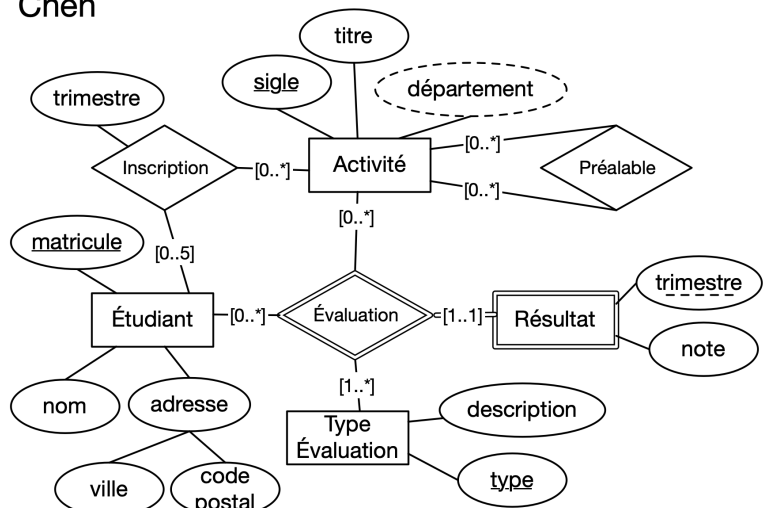 Chen
titre
sigle
département
trimestre
Inscription
[0..*]
Activité
[0..*]
[0..*]
Préalable
[0..*]
matricule
[0..5]
Étudiant
[0..*]
Évaluation
[1..1]
Résultat
trimestre
note
nom
adresse
[1..*]
Type
Évaluation
description
type
ville
code
postal